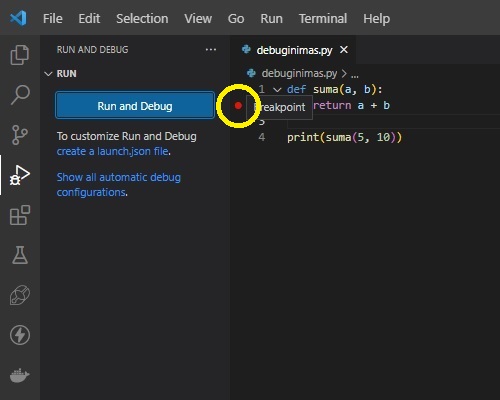 File Edit Selection View Go Run Terminal Help
RUN AND DEBUG ...
debuginimas.py
RUN
debuginimas.py > ...
Run and Debug
1 def suma(a, b):
Breakpoint
return a + b
3
To customize Run and Debug
create a launch.json file.
4 print(suma(5, 10))
Show all automatic debug
configurations.